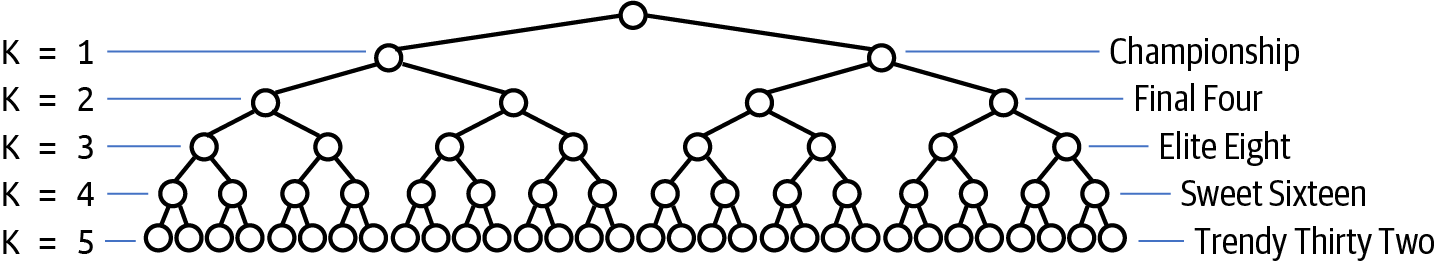 K = 1 Championship
K = 2 Final Four
K = 3 Elite Eight
K = 4 Sweet Sixteen
K = 5 Trendy Thirty Two